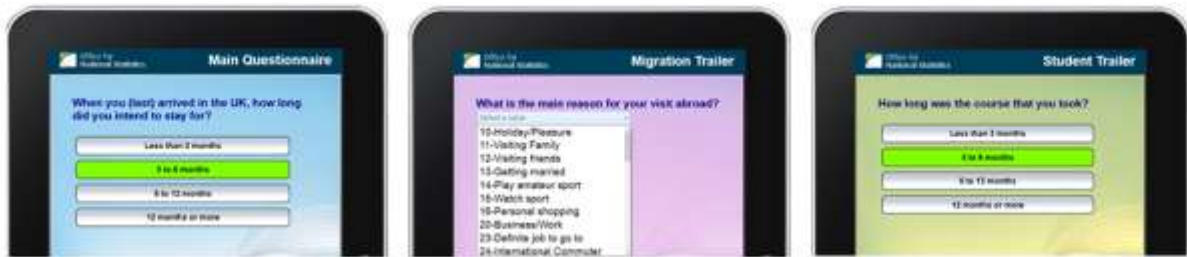 Office for
National Statistics
Main Questionnaire
When you (last) arrived in the UK, how long
did you intend to stay for?
Less than 3 months
3 to 6 months
6 to 12 months
12 months or more
Office for
National Statistics
Migration Trailer
What is the main reason for your visit abroad?
Select a value
10-Holiday/Pleasure
11-Visiting Family
12-Visiting friends
13-Getting married
14-Play amateur sport
15-Watch sport
16-Personal shopping
20-Business/Work
23-Definite job to go to
24-International Commuter
Office for
National Statistics
Student Trailer
How long was the course that you took?
Less than 3 months
3 to 6 months
6 to 12 months
12 months or more